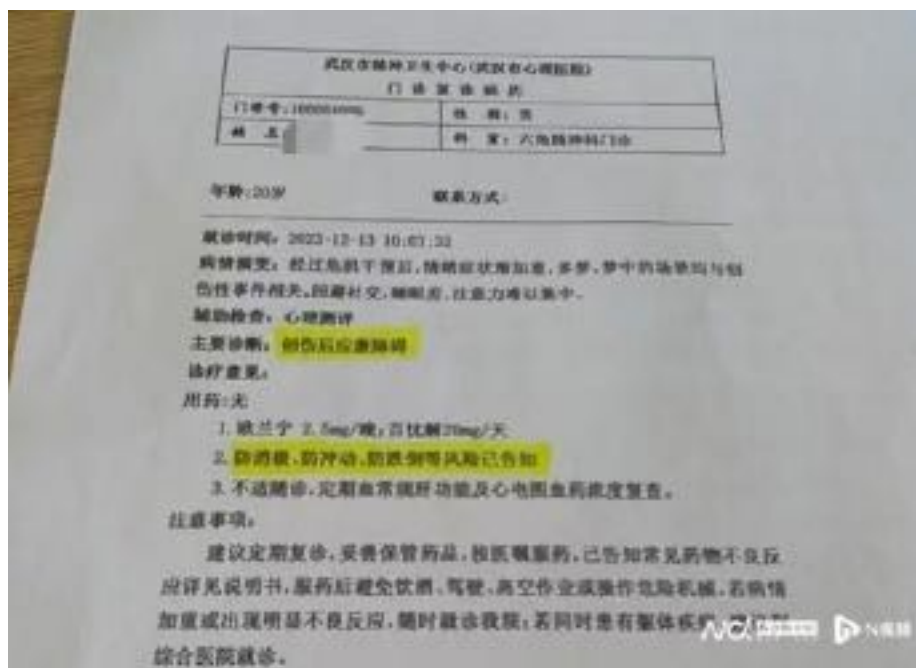 武汉市精神卫生中心(武汉市心理医院)
门诊复诊病历
门诊号:
性 别: 男
姓 名
科 室: 六角精神科门诊
年龄:20岁
联系方式:
就诊时间: 2023-12-13 10:
病情摘要: 经过危机干预后,情绪症状增加重,多梦,梦中的场景均与创
伤性事件相关,回避社交,睡眠差,注意力难以集中。
辅助检查: 心理测评
主要诊断: 创伤后应激障碍
诊疗意见:
用药:无
1. 欧兰宁 2.5mg/晚;百忧解20mg/天
2. 防消极、防冲动、防跌倒等风险已告知
3. 不适随诊,定期血常规肝功能及心电图血药浓度复查。
注意事项:
建议定期复诊,妥善保管药品,按医嘱服药,已告知常见药物不良反
应详见说明书,服药后避免饮酒、驾驶、高空作业或操作危险机械,若病情
加重或出现明显不良反应,随时就诊我院;若同时患有躯体疾
综合医院就诊。
N视频